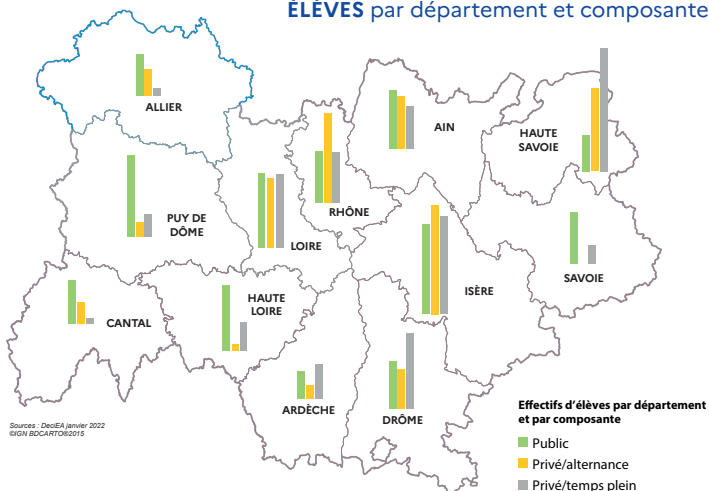 ÉLÈVES par département et composante
ALLIER
AIN
HAUTE
SAVOIE
PUY DE
DÔME
RHÔNE
LOIRE
SAVOIE
ISÈRE
CANTAL
HAUTE
LOIRE
ARDÈCHE
DRÔME
Sources : DeciEA janvier 2022
©IGN BDCARTO®2015
Effectifs d'élèves par département
et par composante
Public
Privé/alternance
Privé/temps plein